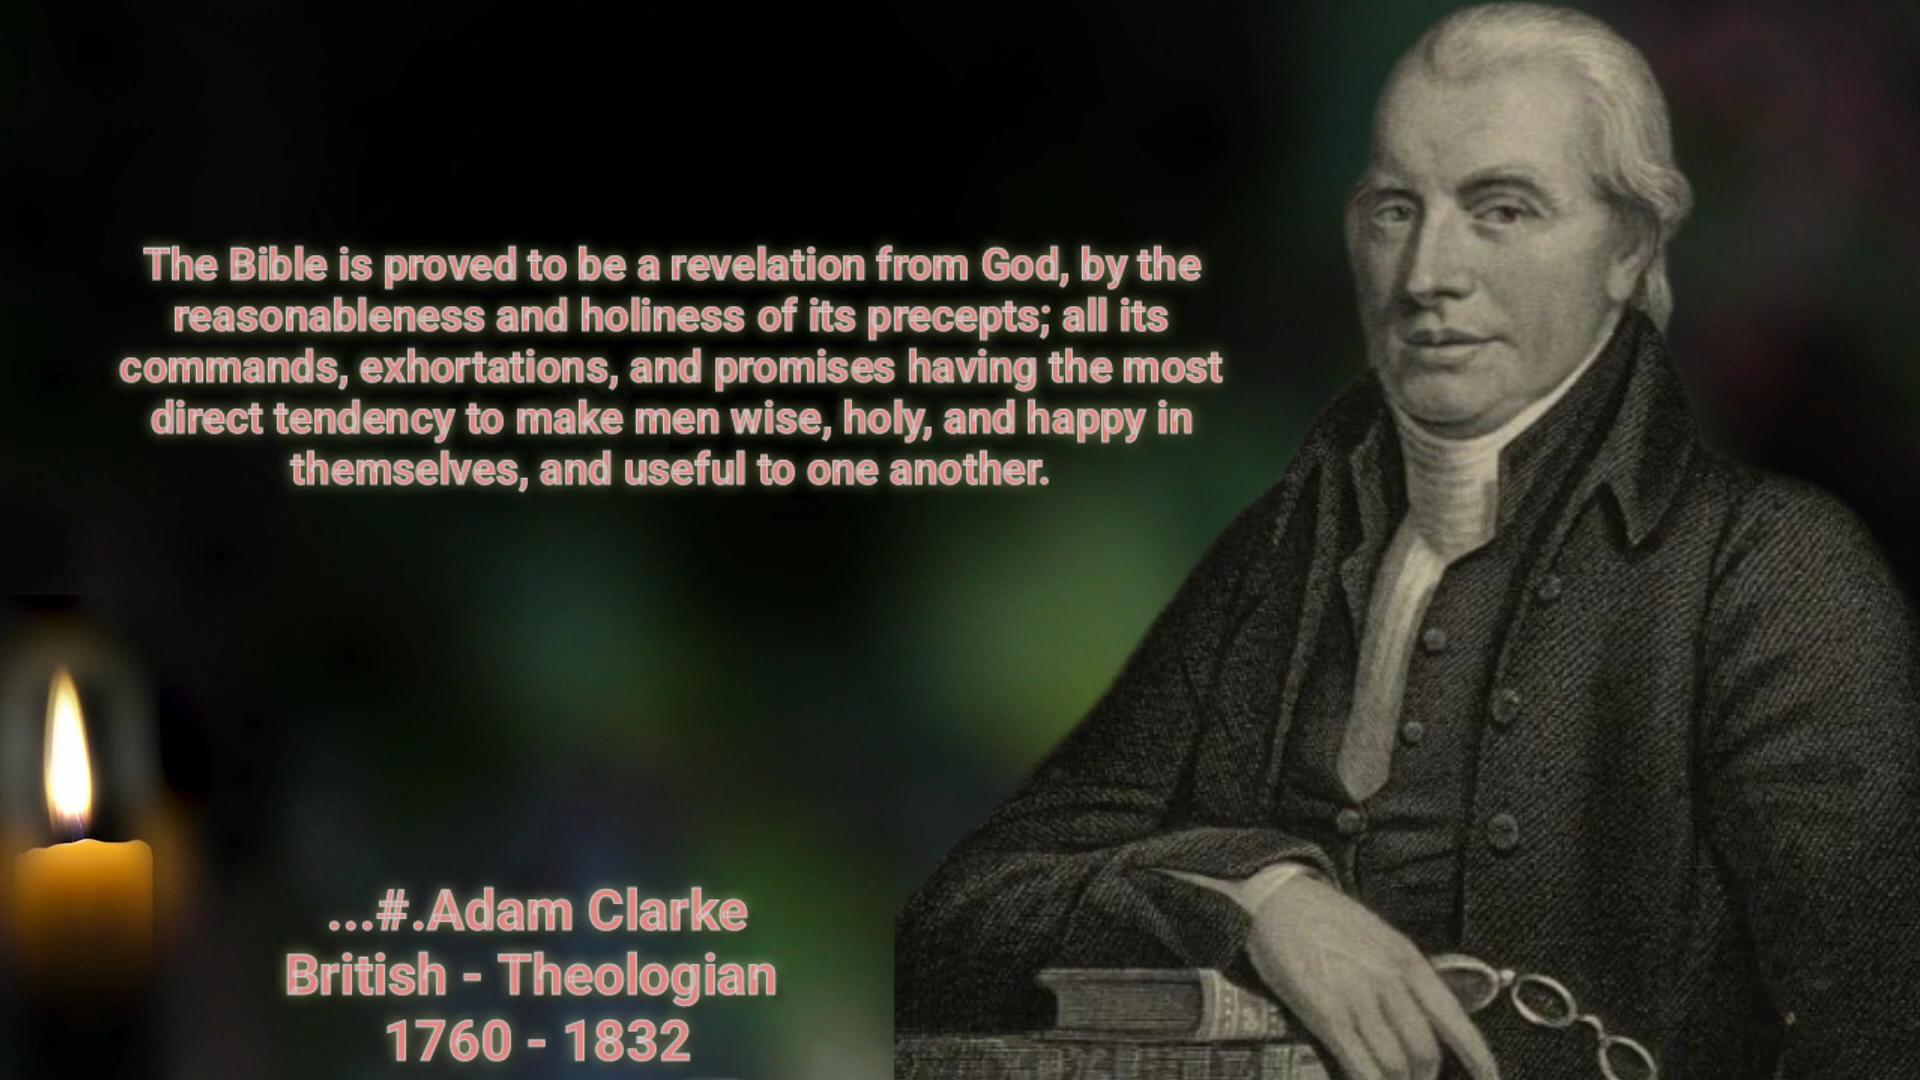 The Bible is proved to be a revelation from God, by the
reasonableness and holiness of its precepts; all its
commands, exhortations, and promises having the most
direct tendency to make men wise, holy, and happy in
themselves, and useful to one another.
...#.Adam Clarke
British - Theologian
1760 - 1832